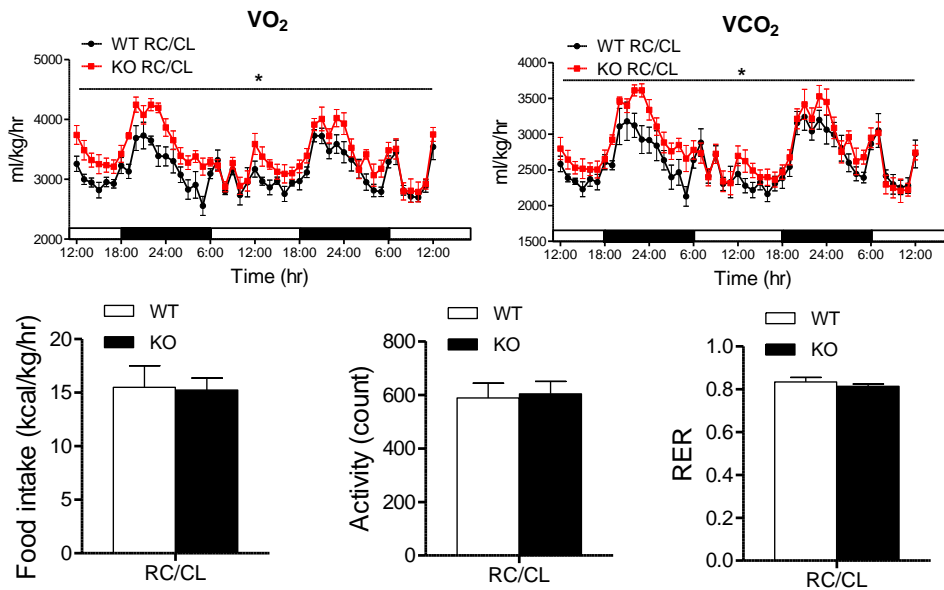 VO₂
WT RC/CL
KO RC/CL
*
5000
4000
3000
2000
ml/kg/hr
12:00 18:00 24:00 6:00 12:00 18:00 24:00 6:00 12:00
Time (hr)
VCO₂
WT RC/CL
KO RC/CL
*
4000
3500
3000
2500
2000
1500
ml/kg/hr
12:00 18:00 24:00 6:00 12:00 18:00 24:00 6:00 12:00
Time (hr)
WT
KO
20
15
10
5
0
Food intake (kcal/kg/hr)
RC/CL
WT
KO
800
600
400
200
0
Activity (count)
RC/CL
WT
KO
1.0
0.8
0.6
0.4
0.2
0.0
RER
RC/CL